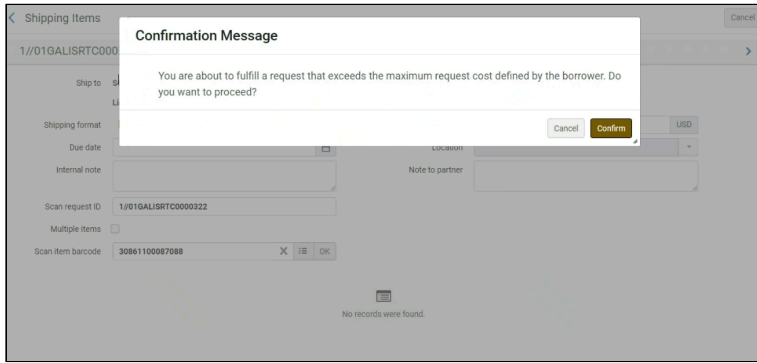 Shipping Items
Cancel
Confirmation Message
1//01GALISRTC000
You are about to fulfill a request that exceeds the maximum request cost defined by the borrower. Do
you want to proceed?
Ship to
Cancel Confirm
Shipping format
USD
Due date
Location
Internal note
Note to partner
Scan request ID 1//01GALISRTC0000322
Multiple items
Scan item barcode 30861100087088 OK
No records were found.